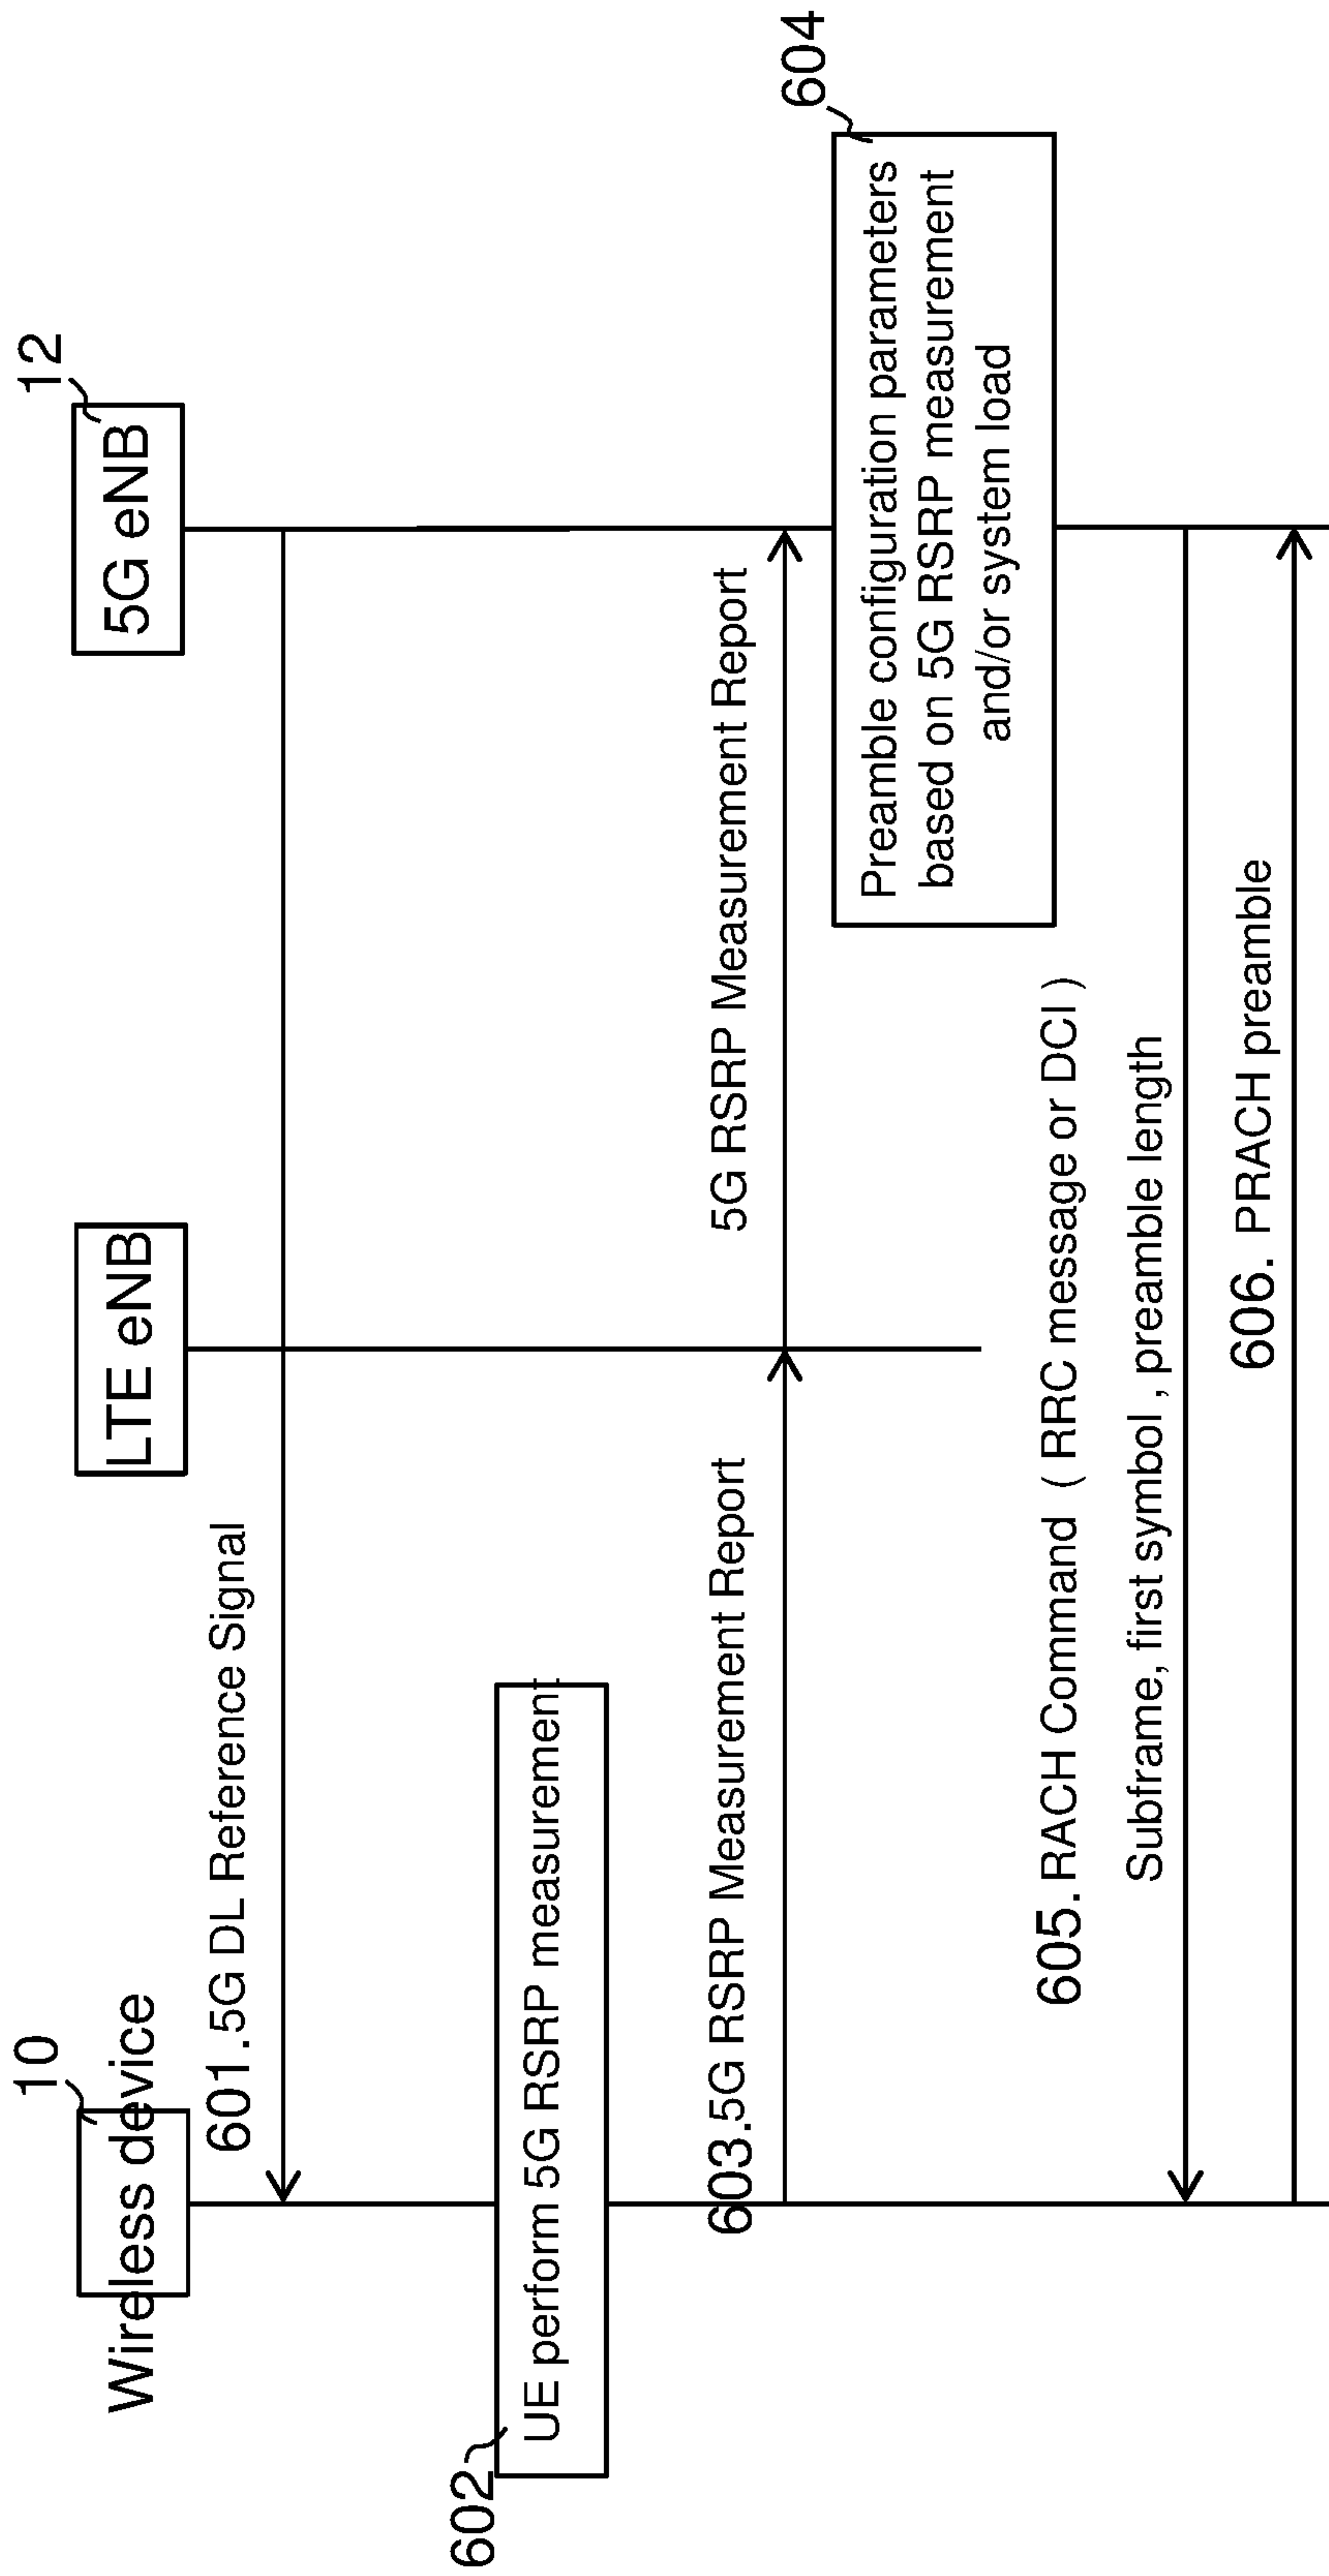 10
Wireless device
LTE eNB
12
5G eNB
601. 5G DL Reference Signal
602
UE perform 5G RSRP measurement
603. 5G RSRP Measurement Report
5G RSRP Measurement Report
604
Preamble configuration parameters
based on 5G RSRP measurement
and/or system load
605. RACH Command ( RRC message or DCI )
Subframe, first symbol , preamble length
606. PRACH preamble